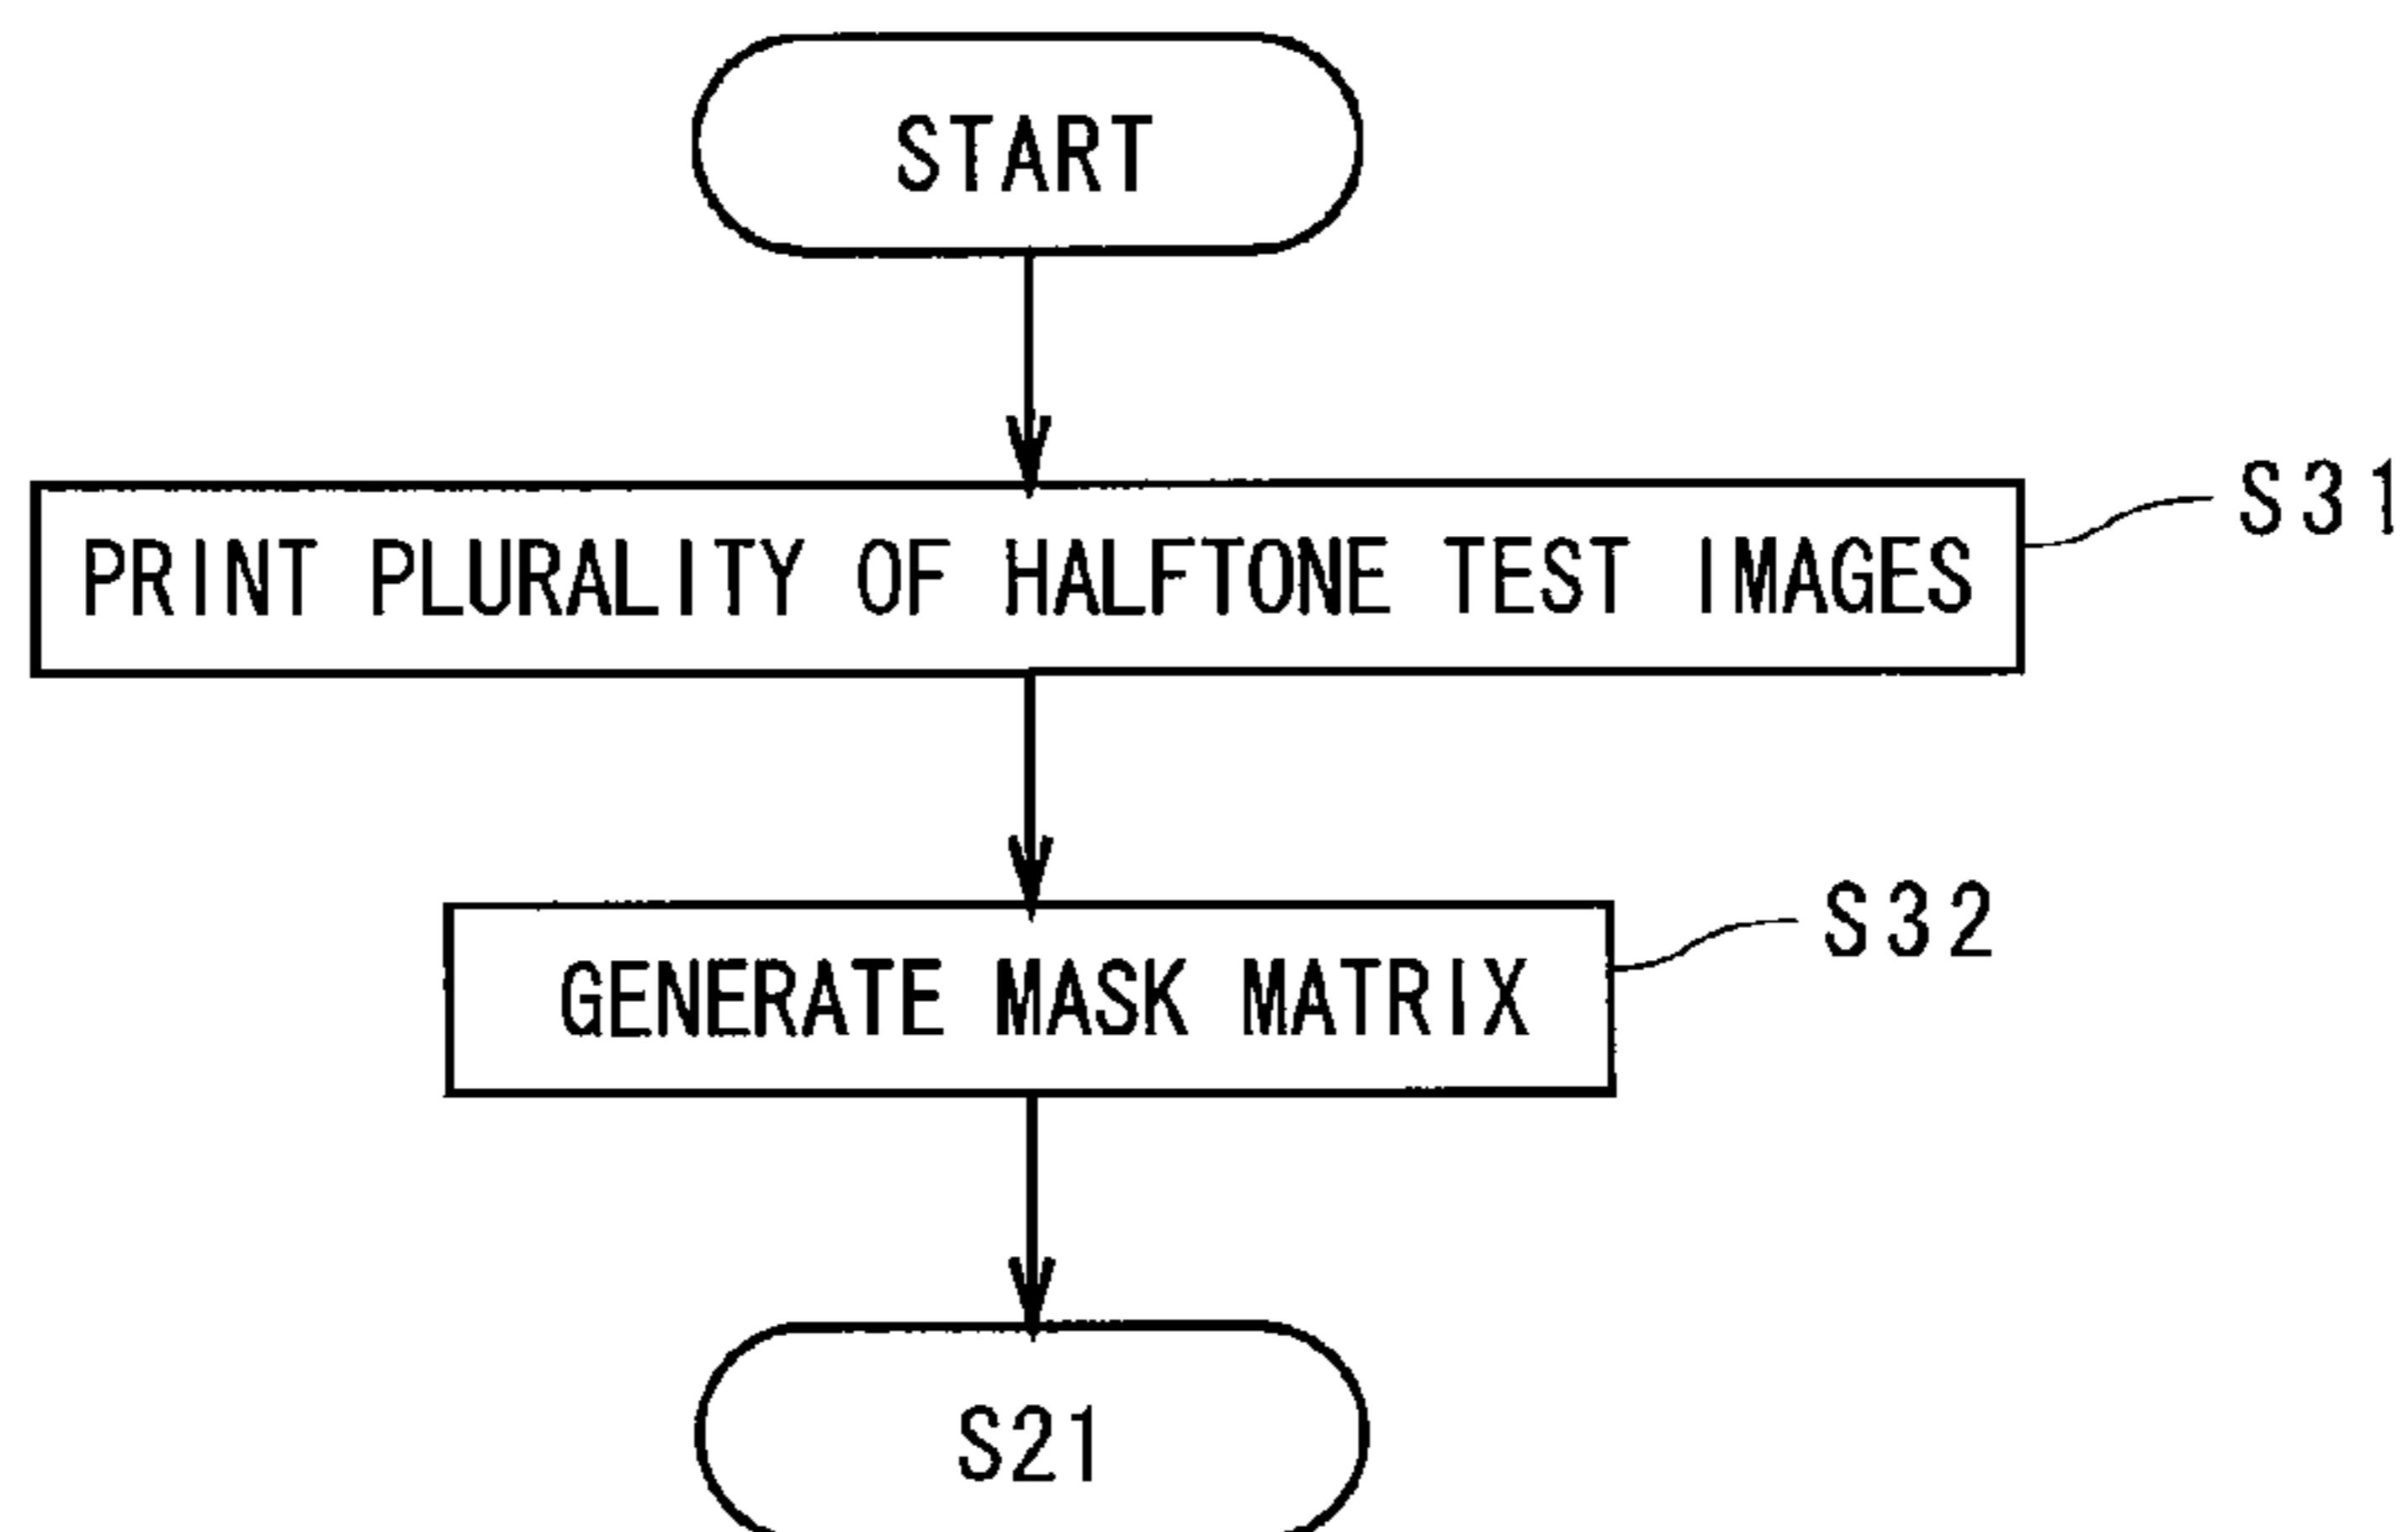 START
PRINT PLURALITY OF HALFTONE TEST IMAGES
S31
GENERATE MASK MATRIX
S32
S21